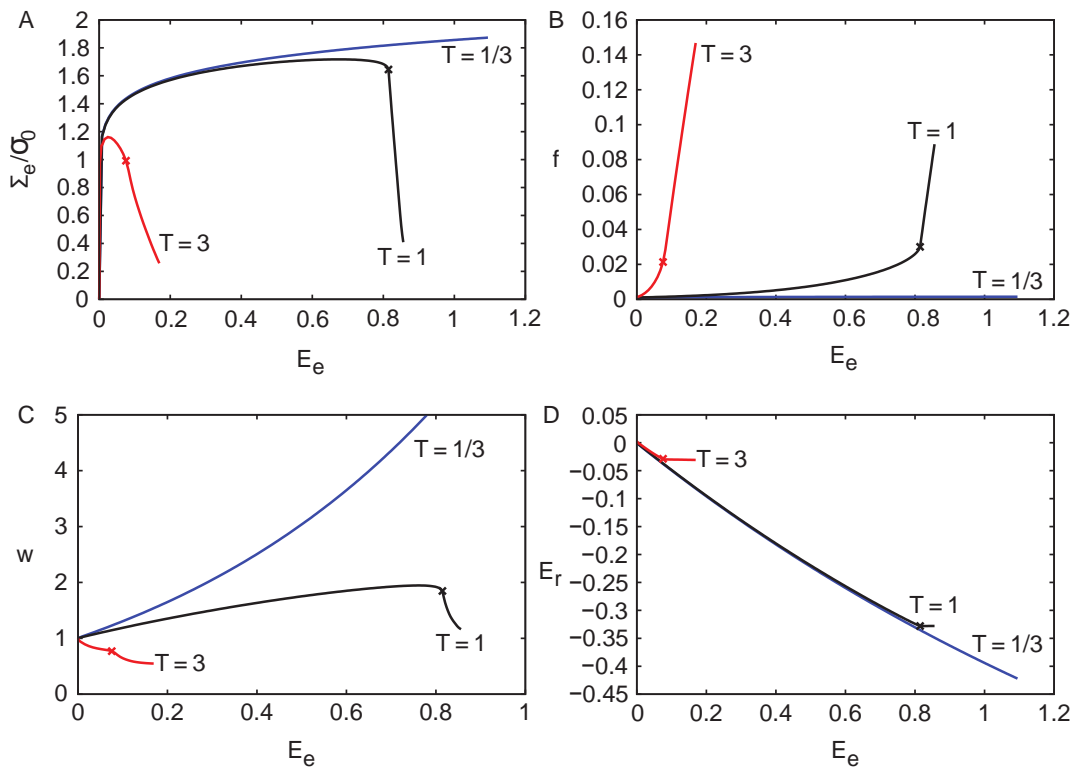 A
Σe/σ0
2
1.8
1.6
1.4
1.2
1
0.8
0.6
0.4
0.2
0
0 0.2 0.4 0.6 0.8 1 1.2
Ee
T = 1/3
T = 3
T = 1
B
f
0.16
0.14
0.12
0.1
0.08
0.06
0.04
0.02
0
0 0.2 0.4 0.6 0.8 1 1.2
Ee
T = 3
T = 1
T = 1/3
C
w
5
4
3
2
1
0
0 0.2 0.4 0.6 0.8 1
Ee
T = 1/3
T = 3
T = 1
D
Er
0.05
0
−0.05
−0.1
−0.15
−0.2
−0.25
−0.3
−0.35
−0.4
−0.45
0 0.2 0.4 0.6 0.8 1 1.2
Ee
T = 3
T = 1
T = 1/3